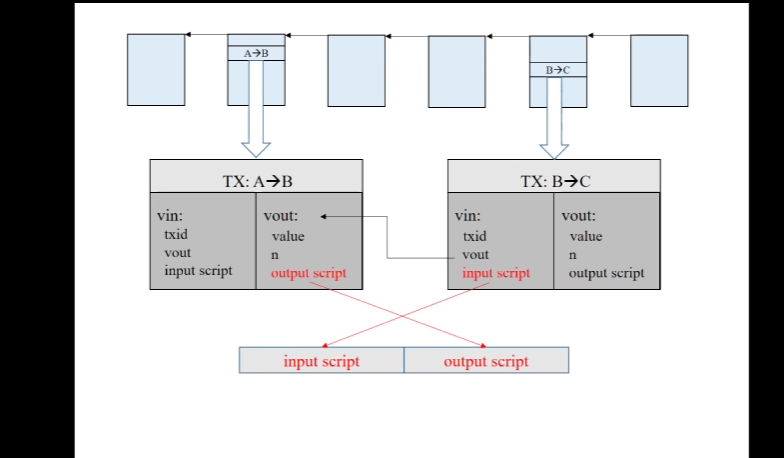 A→B
B→C
TX: A→B
vin:
txid
vout
input script
vout:
value
n
output script
TX: B→C
vin:
txid
vout
input script
vout:
value
n
output script
input script
output script